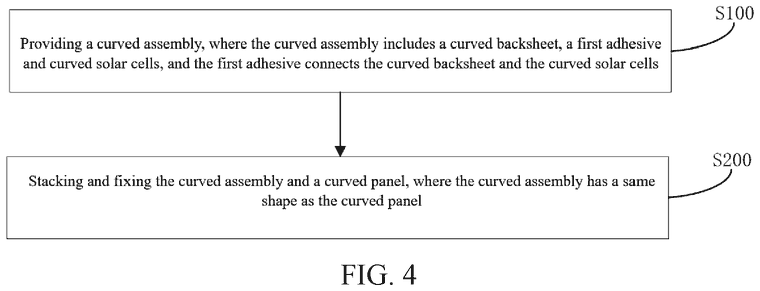 S100
Providing a curved assembly, where the curved assembly includes a curved backsheet, a first adhesive
and curved solar cells, and the first adhesive connects the curved backsheet and the curved solar cells
S200
Stacking and fixing the curved assembly and a curved panel, where the curved assembly has a same
shape as the curved panel
FIG. 4